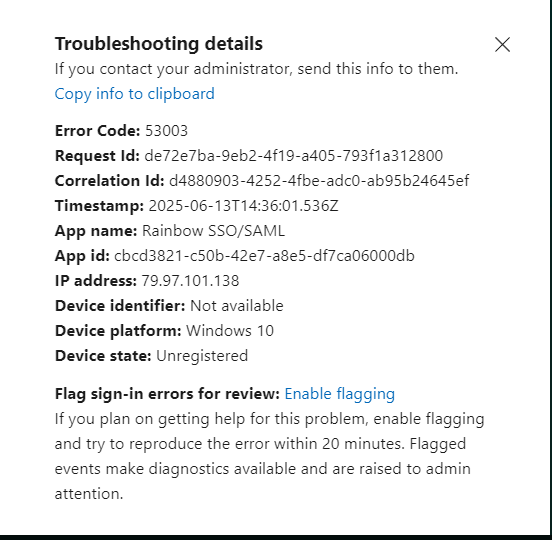 Troubleshooting details
If you contact your administrator, send this info to them.
Copy info to clipboard
Error Code: 53003
Request Id: de72e7ba-9eb2-4f19-a405-793f1a312800
Correlation Id: d4880903-4252-4fbe-adc0-ab95b24645ef
Timestamp: 2025-06-13T14:36:01.536Z
App name: Rainbow SSO/SAML
App id: cbcd3821-c50b-42e7-a8e5-df7ca06000db
IP address: 79.97.101.138
Device identifier: Not available
Device platform: Windows 10
Device state: Unregistered
Flag sign-in errors for review: Enable flagging
If you plan on getting help for this problem, enable flagging
and try to reproduce the error within 20 minutes. Flagged
events make diagnostics available and are raised to admin
attention.